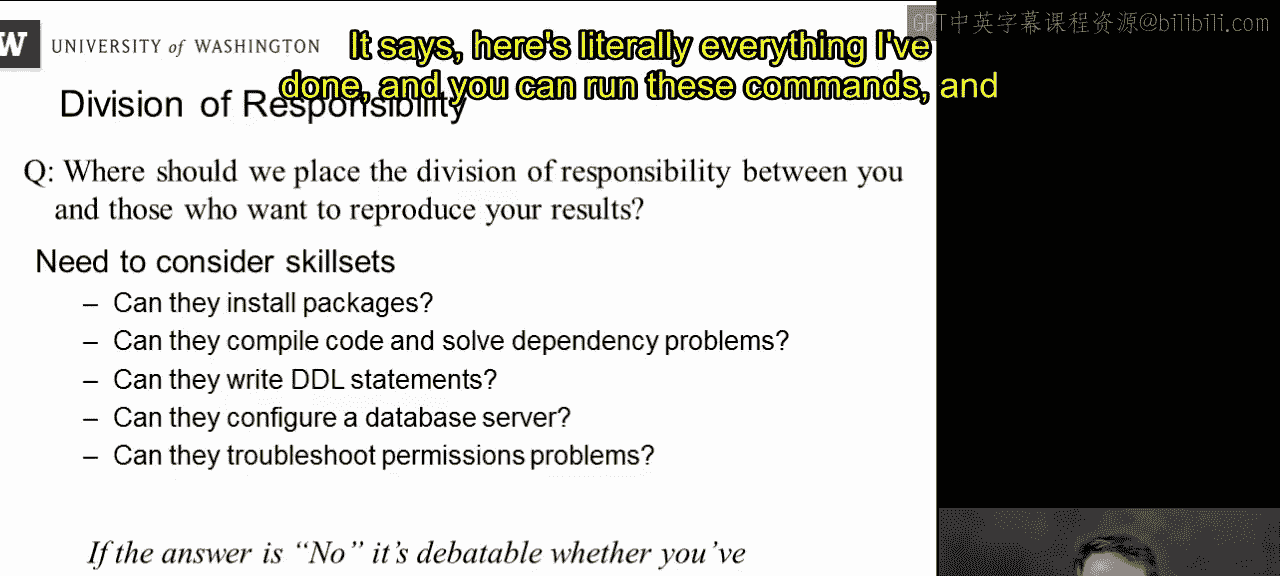 W UNIVERSITY of WASHINGTON
GPT中英字幕课程资源@bilibili.com
It says, here's literally everything I've
done, and you can run these commands, and
Division of Responsibility
Q: Where should we place the division of responsibility between you
and those who want to reproduce your results?
Need to consider skillsets
– Can they install packages?
– Can they compile code and solve dependency problems?
– Can they write DDL statements?
– Can they configure a database server?
– Can they troubleshoot permissions problems?
If the answer is “No” it’s debatable whether you’ve